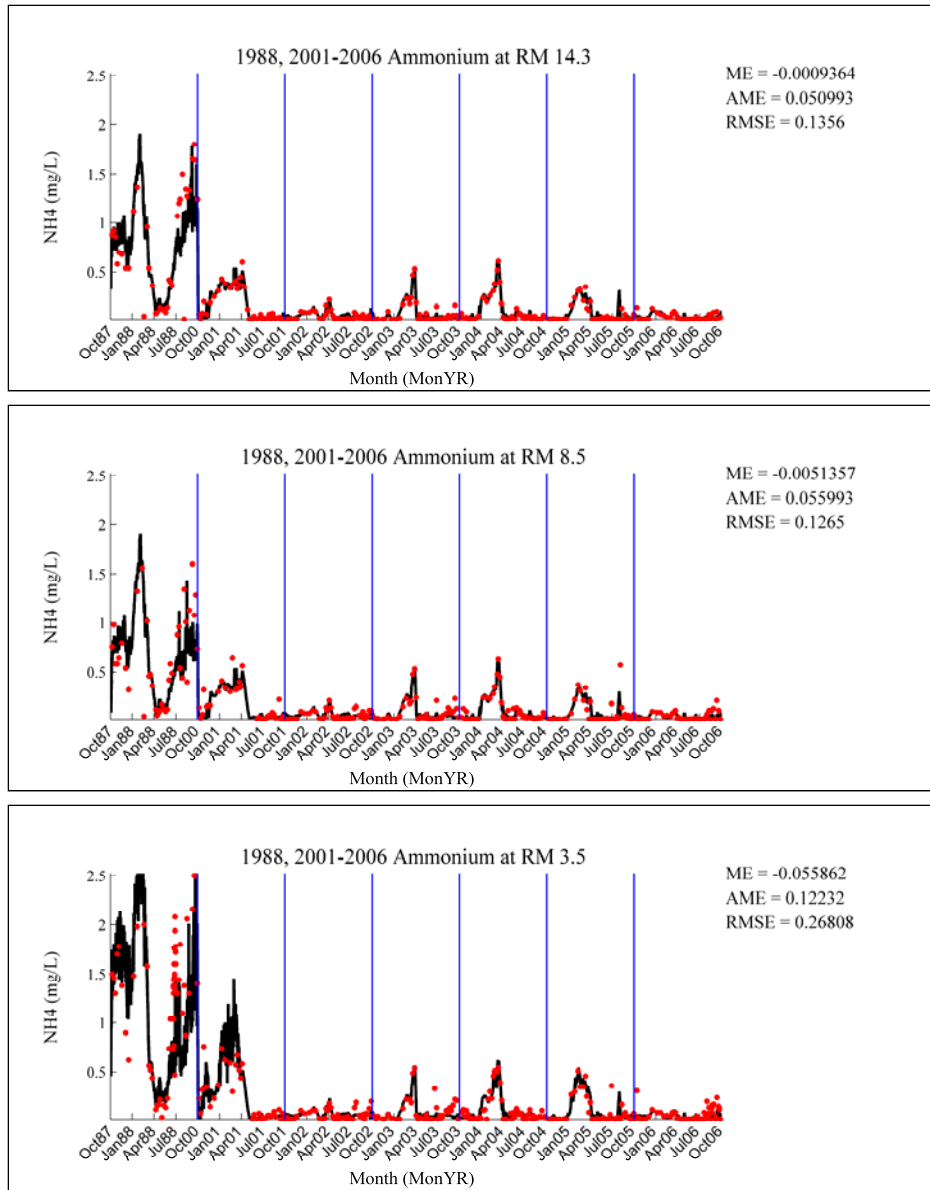 1988, 2001-2006 Ammonium at RM 14.3
ME = -0.0009364
AME = 0.050993
RMSE = 0.1356
NH4 (mg/L)
2.5
2
1.5
1
0.5
Oct87 Jan88 Apr88 Jul88 Oct00 Jan01 Apr01 Jul01 Oct01 Jan02 Apr02 Jul02 Oct02 Jan03 Apr03 Jul03 Oct03 Jan04 Apr04 Jul04 Oct04 Jan05 Apr05 Jul05 Oct05 Jan06 Apr06 Jul06 Oct06
Month (MonYR)
1988, 2001-2006 Ammonium at RM 8.5
ME = -0.0051357
AME = 0.055993
RMSE = 0.1265
NH4 (mg/L)
2.5
2
1.5
1
0.5
Oct87 Jan88 Apr88 Jul88 Oct00 Jan01 Apr01 Jul01 Oct01 Jan02 Apr02 Jul02 Oct02 Jan03 Apr03 Jul03 Oct03 Jan04 Apr04 Jul04 Oct04 Jan05 Apr05 Jul05 Oct05 Jan06 Apr06 Jul06 Oct06
Month (MonYR)
1988, 2001-2006 Ammonium at RM 3.5
ME = -0.055862
AME = 0.12232
RMSE = 0.26808
NH4 (mg/L)
2.5
2
1.5
1
0.5
Oct87 Jan88 Apr88 Jul88 Oct00 Jan01 Apr01 Jul01 Oct01 Jan02 Apr02 Jul02 Oct02 Jan03 Apr03 Jul03 Oct03 Jan04 Apr04 Jul04 Oct04 Jan05 Apr05 Jul05 Oct05 Jan06 Apr06 Jul06 Oct06
Month (MonYR)